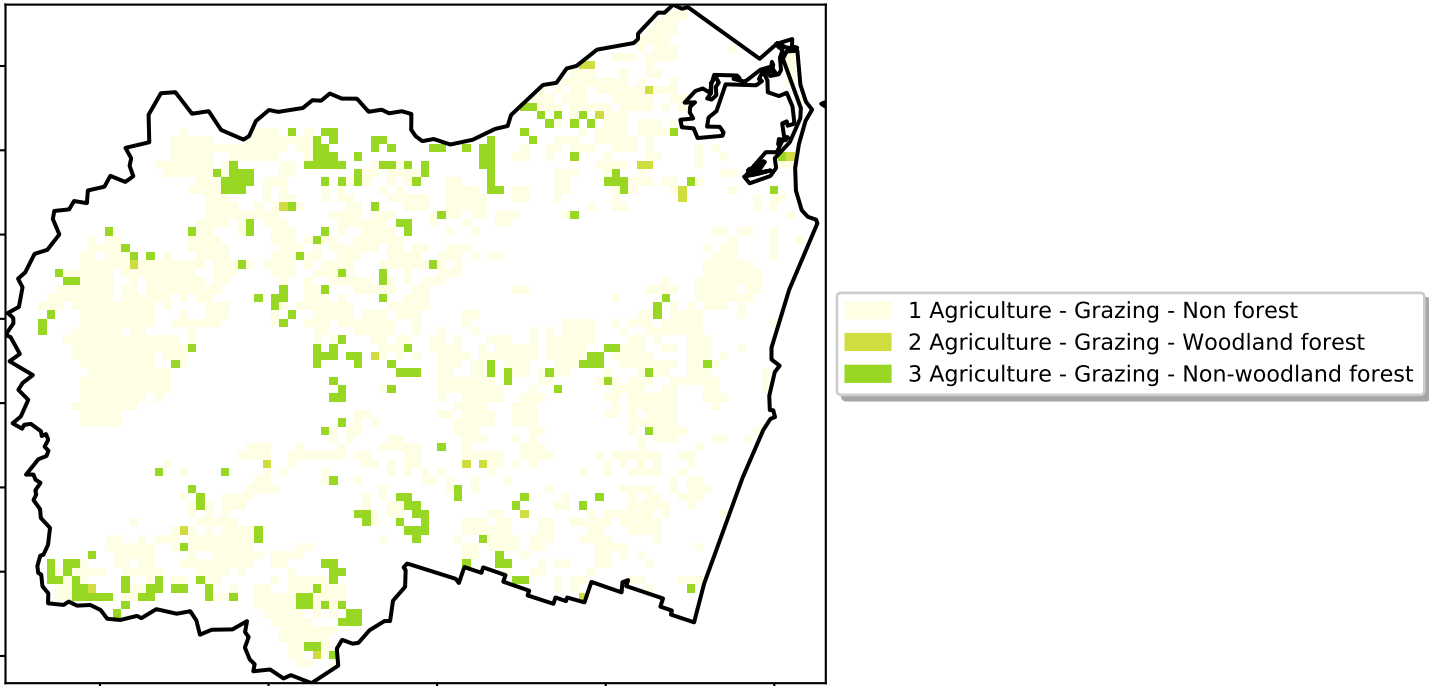 1 Agriculture - Grazing - Non forest
2 Agriculture - Grazing - Woodland forest
3 Agriculture - Grazing - Non-woodland forest